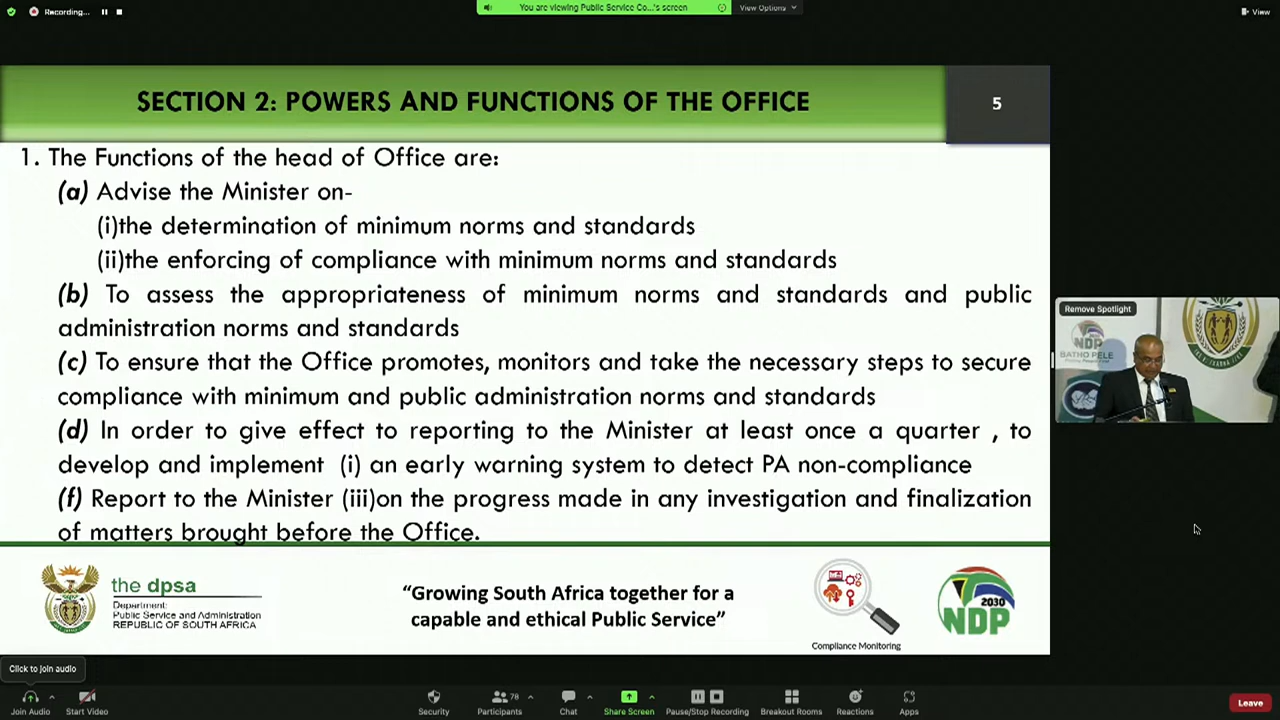 Recording...
You are viewing Public Service Co...'s screen
View Options
View
SECTION 2: POWERS AND FUNCTIONS OF THE OFFICE
5
1. The Functions of the head of Office are:
(a) Advise the Minister on-
(i)the determination of minimum norms and standards
(ii)the enforcing of compliance with minimum norms and standards
(b) To assess the appropriateness of minimum norms and standards and public
administration norms and standards
(c) To ensure that the Office promotes, monitors and take the necessary steps to secure
compliance with minimum and public administration norms and standards
(d) In order to give effect to reporting to the Minister at least once a quarter , to
develop and implement (i) an early warning system to detect PA non-compliance
(f) Report to the Minister (iii)on the progress made in any investigation and finalization
of matters brought before the Office.
Remove Spotlight
NDP
BATHO PELE
the dpsa
Department:
Public Service and Administration
REPUBLIC OF SOUTH AFRICA
“Growing South Africa together for a
capable and ethical Public Service”
Compliance Monitoring
2030
NDP
Click to join audio
Join Audio
Start Video
Security
78
Participants
Chat
Share Screen
Pause/Stop Recording
Breakout Rooms
Reactions
Apps
Leave